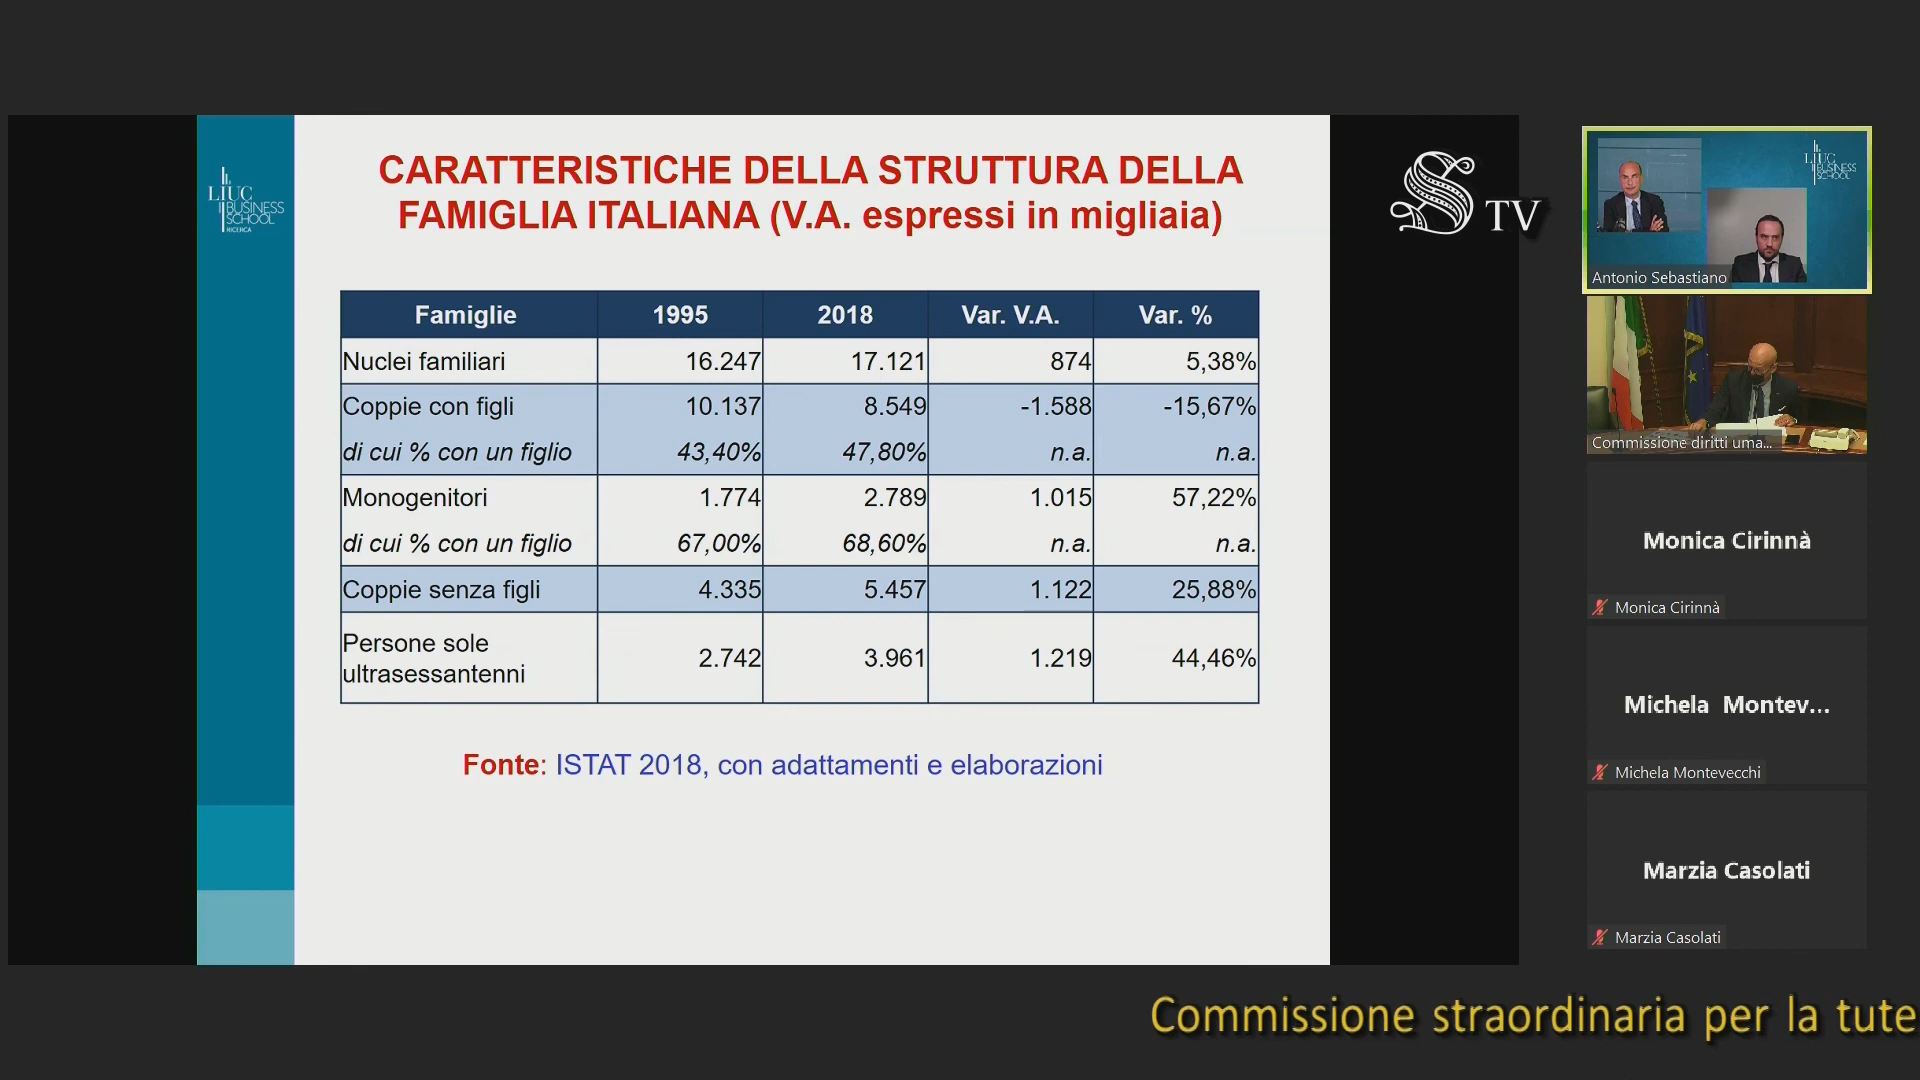 LIUC
BUSINESS
SCHOOL
RICERCA
CARATTERISTICHE DELLA STRUTTURA DELLA
FAMIGLIA ITALIANA (V.A. espressi in migliaia)
Famiglie 1995 2018 Var. V.A. Var. %
Nuclei familiari 16.247 17.121 874 5,38%
Coppie con figli 10.137 8.549 -1.588 -15,67%
di cui % con un figlio 43,40% 47,80% n.a. n.a.
Monogenitori 1.774 2.789 1.015 57,22%
di cui % con un figlio 67,00% 68,60% n.a. n.a.
Coppie senza figli 4.335 5.457 1.122 25,88%
Persone sole
ultrasessantenni 2.742 3.961 1.219 44,46%
Fonte: ISTAT 2018, con adattamenti e elaborazioni
S TV
LIUC
BUSINESS
SCHOOL
Antonio Sebastiano
Commissione diritti uma...
Monica Cirinnà
Monica Cirinnà
Michela Montev...
Michela Montevecchi
Marzia Casolati
Marzia Casolati
Commissione straordinaria per la tute